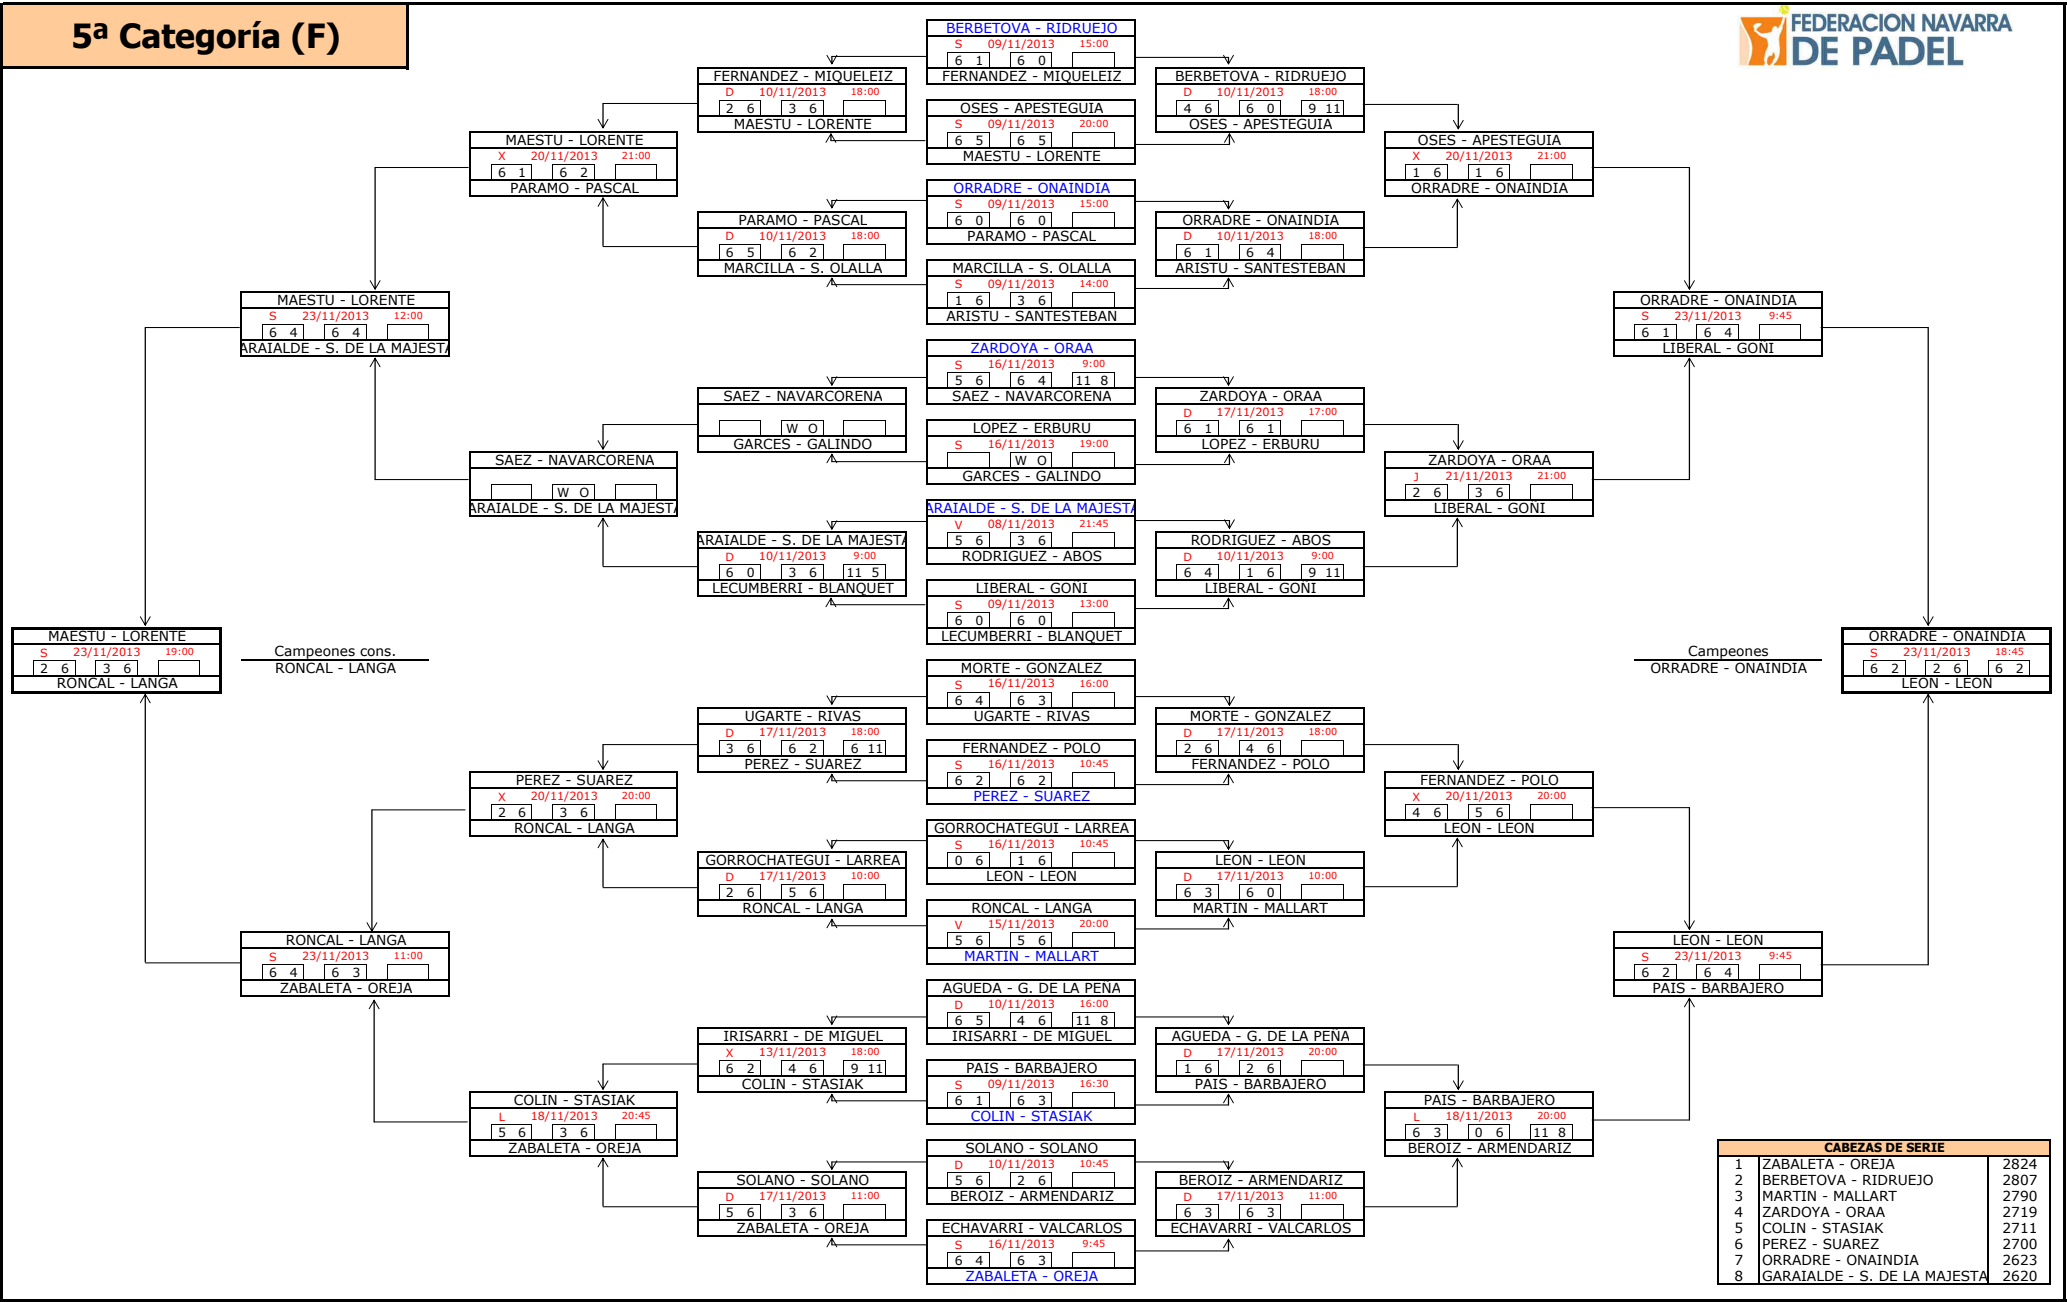 5ª Categoría (F)
FEDERACION NAVARRA
DE PADEL
BERBETOVA - RIDRUEJO
S 09/11/2013 15:00
6 1 6 0
FERNANDEZ - MIQUELEIZ
OSES - APESTEGUIA
S 09/11/2013 20:00
6 5 6 5
MAESTU - LORENTE
ORRADRE - ONAINDIA
S 09/11/2013 15:00
6 0 6 0
PARAMO - PASCAL
MARCILLA - S. OLALLA
S 09/11/2013 14:00
1 6 3 6
ARISTU - SANTESTEBAN
ZARDOYA - ORAA
S 16/11/2013 9:00
5 6 6 4 11 8
SAEZ - NAVARCORENA
LOPEZ - ERBURU
S 16/11/2013 19:00
W O
GARCES - GALINDO
ARAIALDE - S. DE LA MAJESTA
V 08/11/2013 21:45
5 6 3 6
RODRIGUEZ - ABOS
LIBERAL - GOÑI
S 09/11/2013 13:00
6 0 6 0
LECUMBERRI - BLANQUET
MORTE - GONZALEZ
S 16/11/2013 16:00
6 4 6 3
UGARTE - RIVAS
FERNANDEZ - POLO
S 16/11/2013 10:45
6 2 6 2
PEREZ - SUAREZ
GORROCHATEGUI - LARREA
S 16/11/2013 10:45
0 6 1 6
LEON - LEON
RONCAL - LANGA
V 15/11/2013 20:00
5 6 5 6
MARTIN - MALLART
AGUEDA - G. DE LA PEÑA
D 10/11/2013 16:00
6 5 4 6 11 8
IRISARRI - DE MIGUEL
PAIS - BARBAJERO
S 09/11/2013 16:30
6 1 6 3
COLIN - STASIAK
SOLANO - SOLANO
D 10/11/2013 10:45
5 6 2 6
BEROIZ - ARMENDARIZ
ECHAVARRI - VALCARLOS
S 16/11/2013 9:45
6 4 6 3
ZABALETA - OREJA
FERNANDEZ - MIQUELEIZ
D 10/11/2013 18:00
2 6 3 6
MAESTU - LORENTE
PARAMO - PASCAL
D 10/11/2013 18:00
6 5 6 2
MARCILLA - S. OLALLA
SAEZ - NAVARCORENA
W O
GARCES - GALINDO
ARAIALDE - S. DE LA MAJESTA
D 10/11/2013 9:00
6 0 3 6 11 5
LECUMBERRI - BLANQUET
UGARTE - RIVAS
D 17/11/2013 18:00
3 6 6 2 6 11
PEREZ - SUAREZ
GORROCHATEGUI - LARREA
D 17/11/2013 10:00
2 6 5 6
RONCAL - LANGA
IRISARRI - DE MIGUEL
X 13/11/2013 18:00
6 2 4 6 9 11
COLIN - STASIAK
SOLANO - SOLANO
D 17/11/2013 11:00
5 6 3 6
ZABALETA - OREJA
MAESTU - LORENTE
X 20/11/2013 21:00
6 1 6 2
PARAMO - PASCAL
SAEZ - NAVARCORENA
W O
ARAIALDE - S. DE LA MAJESTA
PEREZ - SUAREZ
X 20/11/2013 20:00
2 6 3 6
RONCAL - LANGA
COLIN - STASIAK
L 18/11/2013 20:45
5 6 3 6
ZABALETA - OREJA
MAESTU - LORENTE
S 23/11/2013 12:00
6 4 6 4
ARAIALDE - S. DE LA MAJESTA
RONCAL - LANGA
S 23/11/2013 11:00
6 4 6 3
ZABALETA - OREJA
MAESTU - LORENTE
S 23/11/2013 19:00
2 6 3 6
RONCAL - LANGA
Campeones cons.
RONCAL - LANGA
BERBETOVA - RIDRUEJO
D 10/11/2013 18:00
4 6 6 0 9 11
OSES - APESTEGUIA
ORRADRE - ONAINDIA
D 10/11/2013 18:00
6 1 6 4
ARISTU - SANTESTEBAN
ZARDOYA - ORAA
D 17/11/2013 17:00
6 1 6 1
LOPEZ - ERBURU
RODRIGUEZ - ABOS
D 10/11/2013 9:00
6 4 1 6 9 11
LIBERAL - GOÑI
MORTE - GONZALEZ
D 17/11/2013 18:00
2 6 4 6
FERNANDEZ - POLO
LEON - LEON
D 17/11/2013 10:00
6 3 6 0
MARTIN - MALLART
AGUEDA - G. DE LA PEÑA
D 17/11/2013 20:00
1 6 2 6
PAIS - BARBAJERO
BEROIZ - ARMENDARIZ
D 17/11/2013 11:00
6 3 6 3
ECHAVARRI - VALCARLOS
OSES - APESTEGUIA
X 20/11/2013 21:00
1 6 1 6
ORRADRE - ONAINDIA
ZARDOYA - ORAA
J 21/11/2013 21:00
2 6 3 6
LIBERAL - GOÑI
FERNANDEZ - POLO
X 20/11/2013 20:00
4 6 5 6
LEON - LEON
PAIS - BARBAJERO
L 18/11/2013 20:00
6 3 0 6 11 8
BEROIZ - ARMENDARIZ
ORRADRE - ONAINDIA
S 23/11/2013 9:45
6 1 6 4
LIBERAL - GOÑI
LEON - LEON
S 23/11/2013 9:45
6 2 6 4
PAIS - BARBAJERO
Campeones
ORRADRE - ONAINDIA
ORRADRE - ONAINDIA
S 23/11/2013 18:45
6 2 2 6 6 2
LEON - LEON
CABEZAS DE SERIE
1 ZABALETA - OREJA 2824
2 BERBETOVA - RIDRUEJO 2807
3 MARTIN - MALLART 2790
4 ZARDOYA - ORAA 2719
5 COLIN - STASIAK 2711
6 PEREZ - SUAREZ 2700
7 ORRADRE - ONAINDIA 2623
8 GARAIALDE - S. DE LA MAJESTA 2620